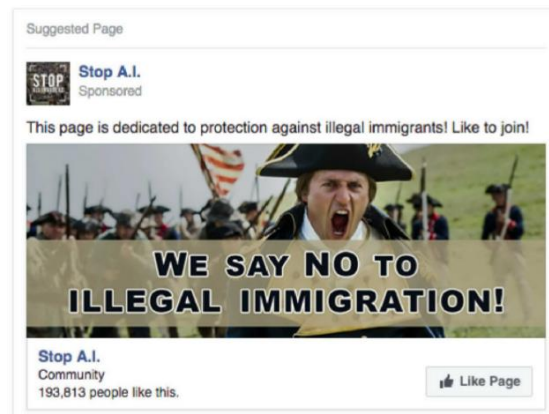 Suggested Page
STOP
Stop A.I.
Sponsored
This page is dedicated to protection against illegal immigrants! Like to join!
WE SAY NO TO
ILLEGAL IMMIGRATION!
Stop A.I.
Community
193,813 people like this.
Like Page